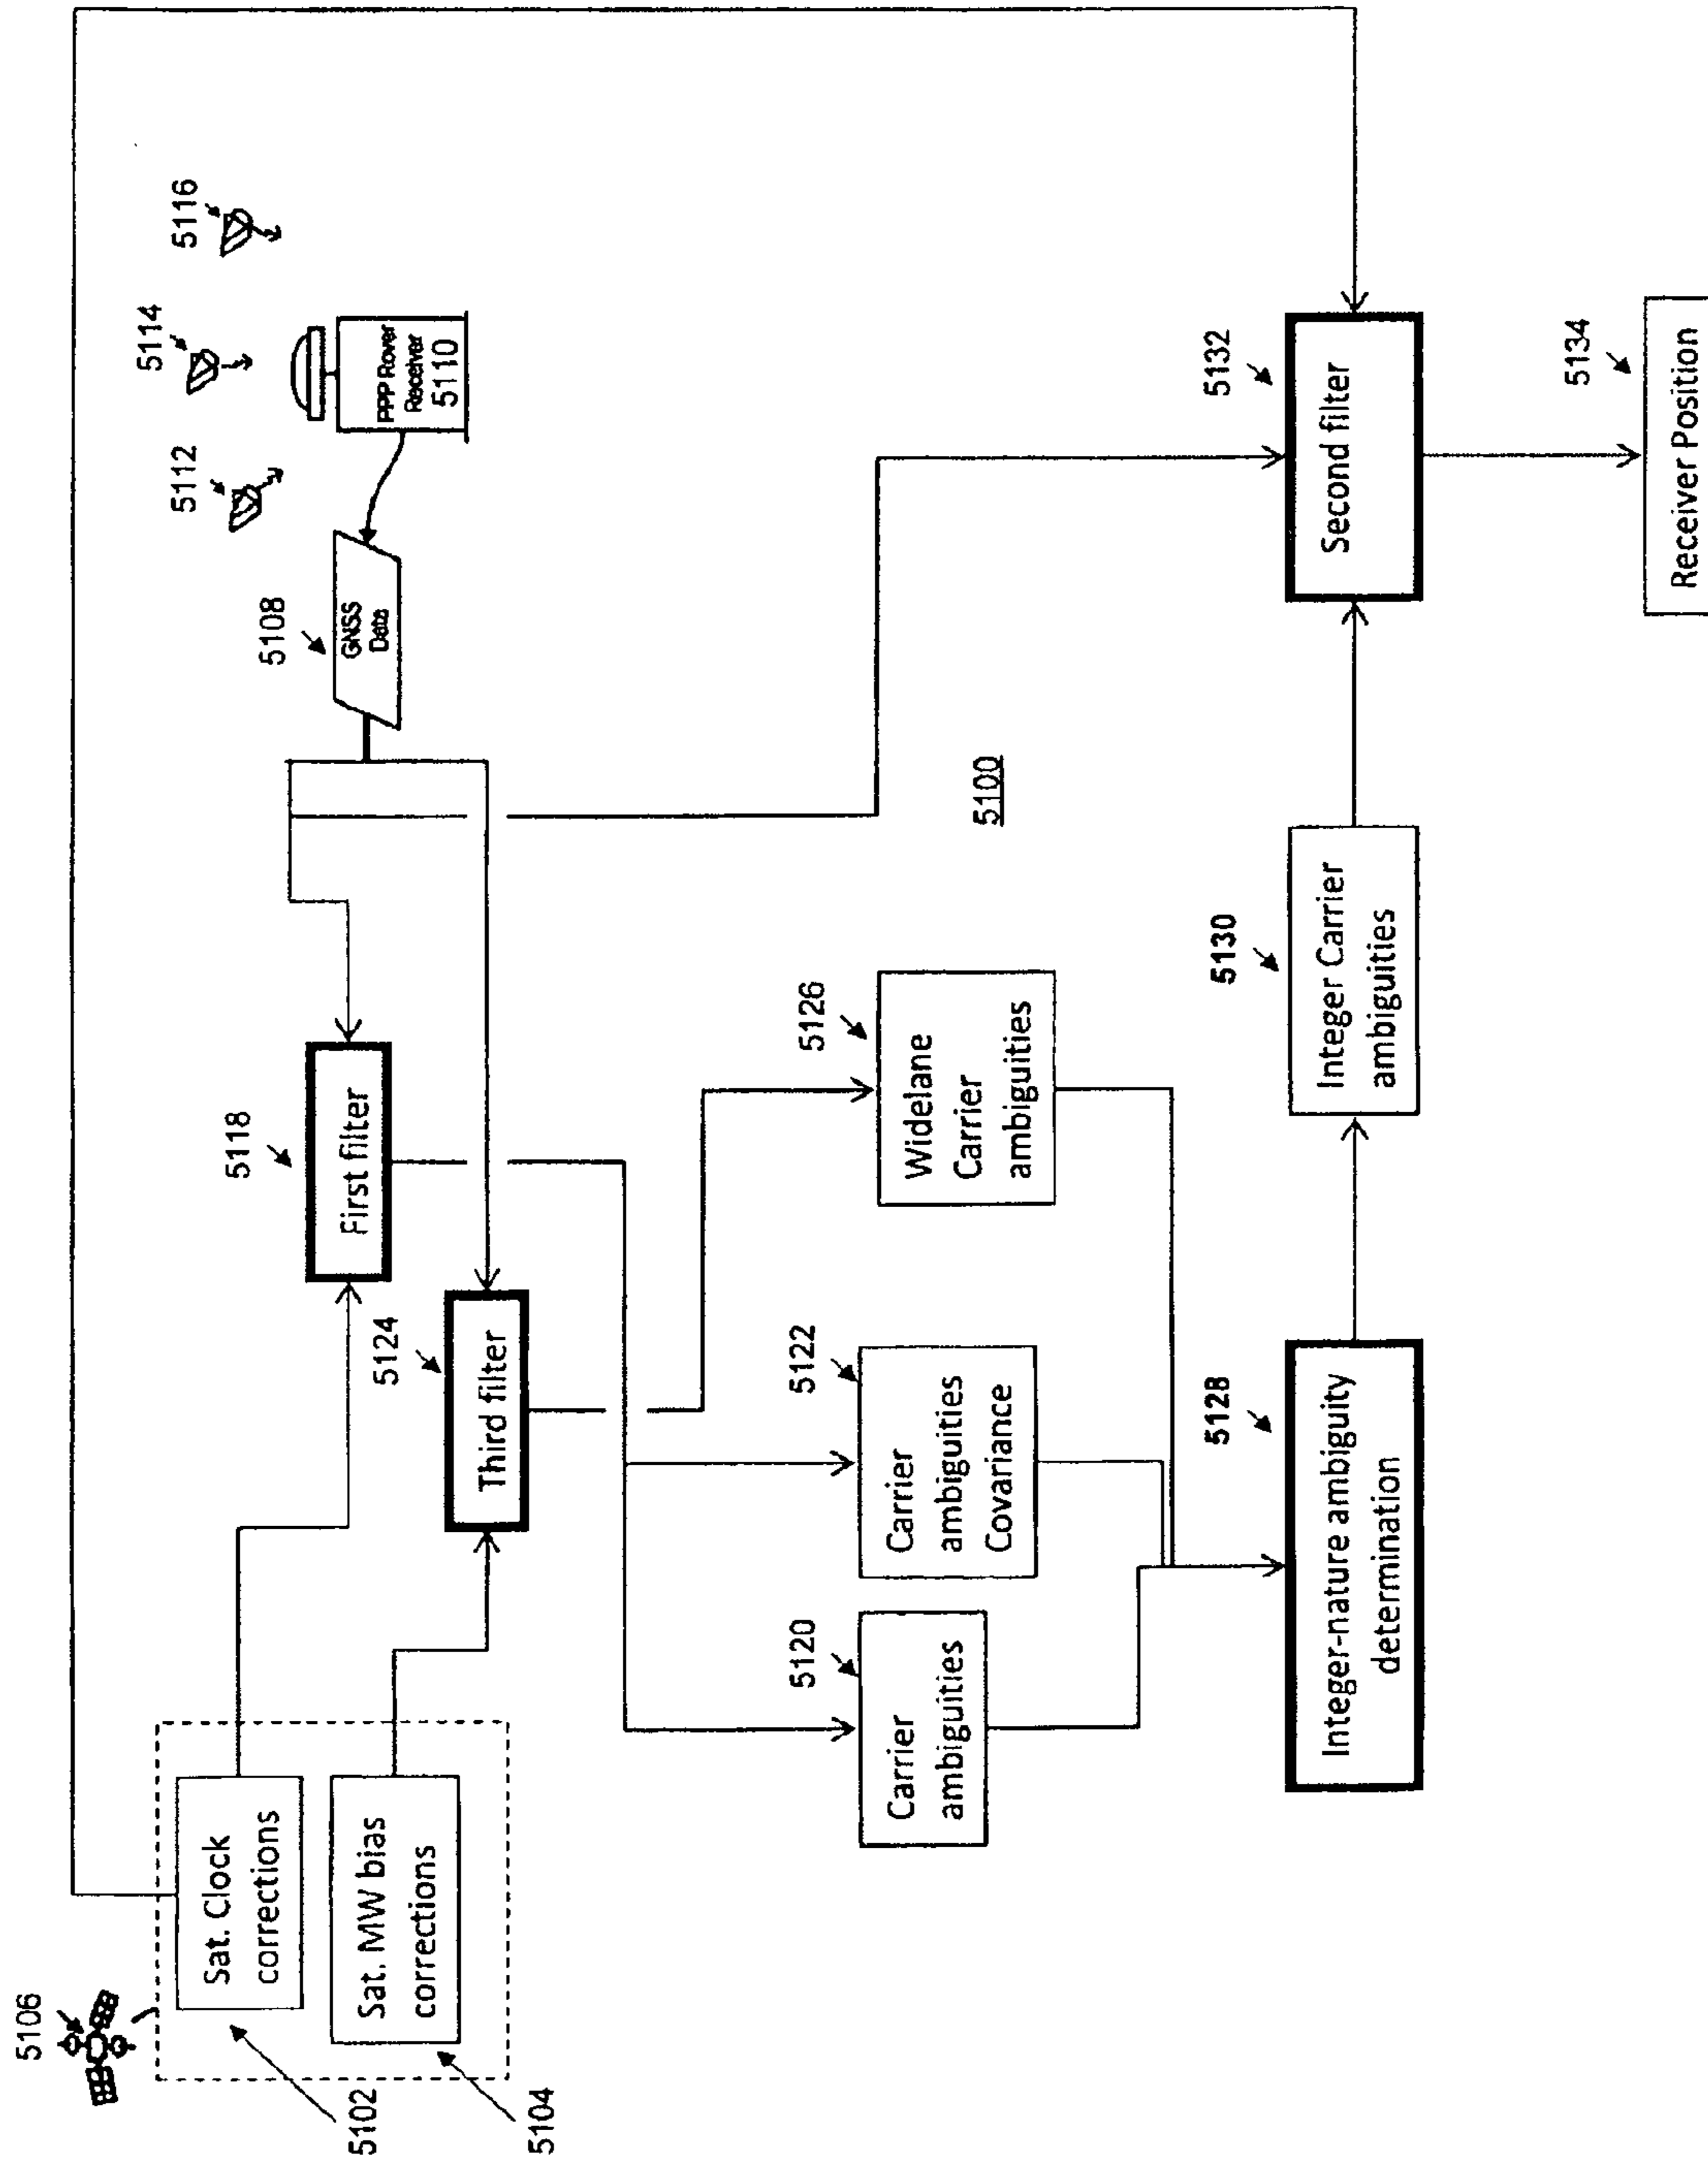 5106
5102
Sat. Clock
corrections
5104
Sat. MW bias
corrections
5118
First filter
5124
Third filter
5108
GNSS
Data
5112
5114
5116
PPP Rover
Receiver
5110
5120
Carrier
ambiguities
5122
Carrier
ambiguities
Covariance
5126
Widelane
Carrier
ambiguities
5100
5128
Integer-nature ambiguity
determination
5130
Integer Carrier
ambiguities
5132
Second filter
5134
Receiver Position